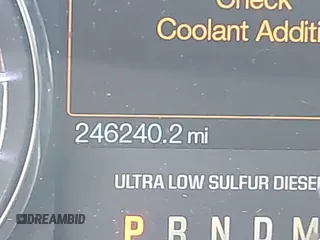 Check
Coolant Additi
246240.2 mi
ULTRA LOW SULFUR DIESE
P R N D M
DREAMBID